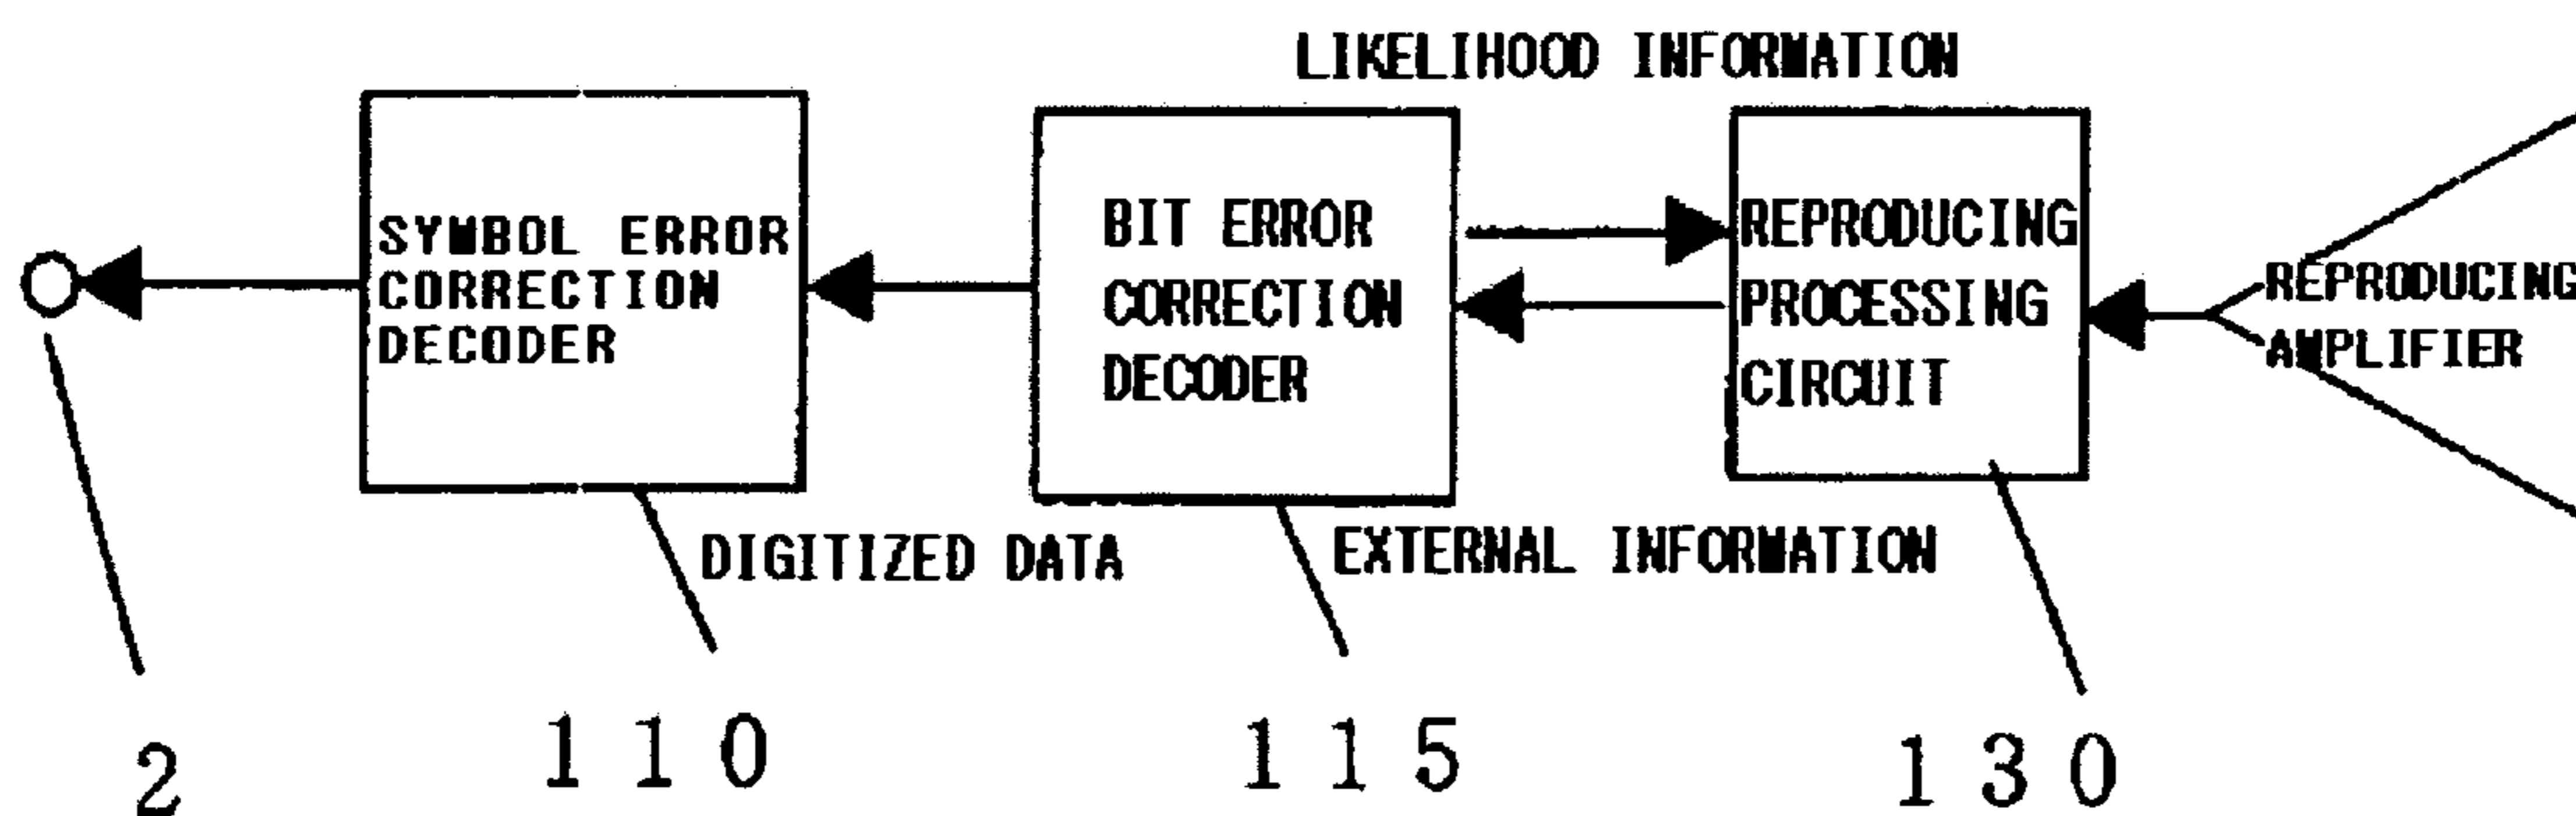 LIKELIHOOD INFORMATION
SYMBOL ERROR
CORRECTION
DECODER
BIT ERROR
CORRECTION
DECODER
REPRODUCING
PROCESSING
CIRCUIT
REPRODUCING
AMPLIFIER
DIGITIZED DATA
EXTERNAL INFORMATION
2
110
115
130